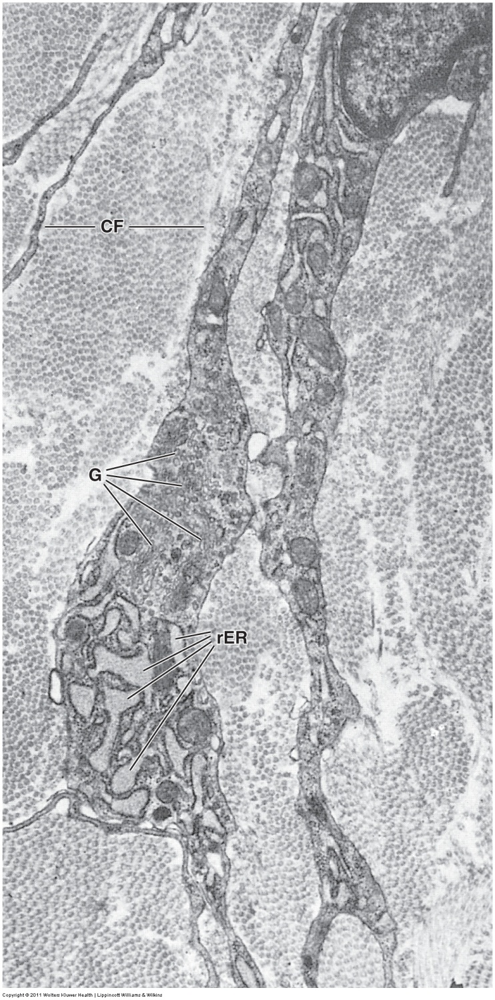 CF
G
rER
Copyright © 2011 Wolters Kluwer Health | Lippincott Williams & Wilkins